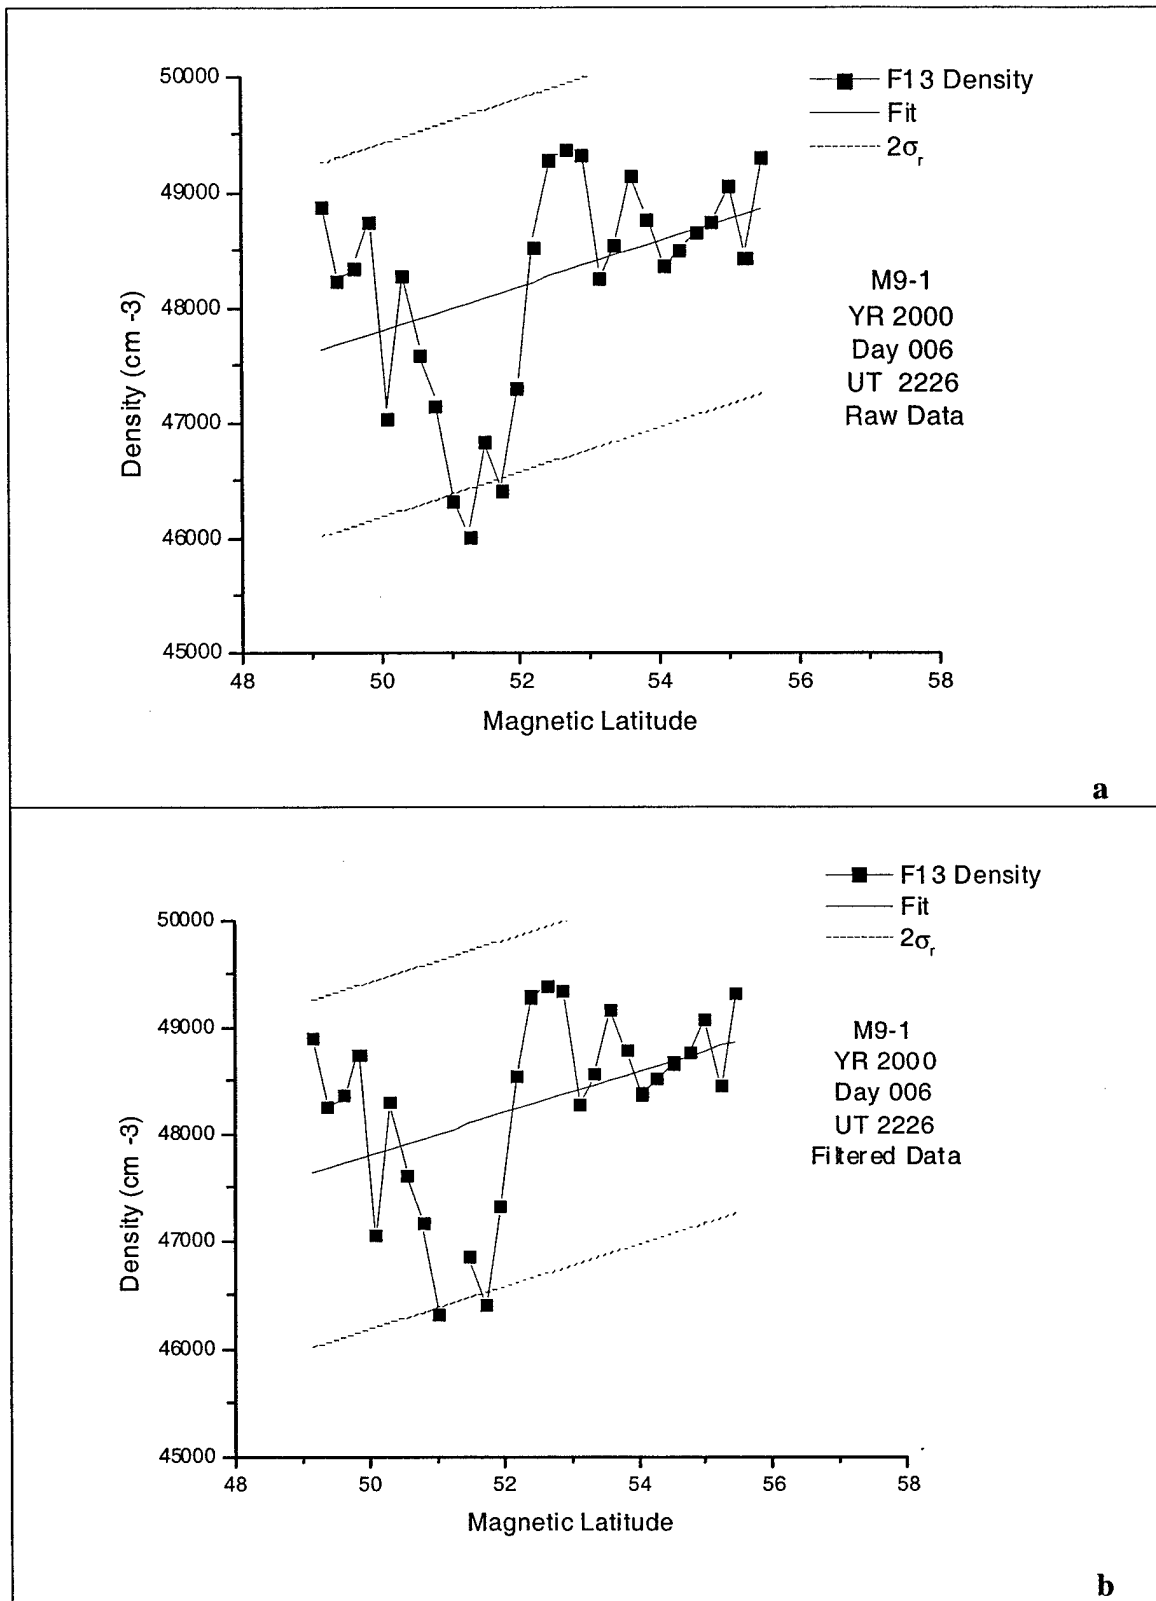 50000
49000
48000
47000
46000
45000
Density (cm -3)
48
50
52
54
56
58
Magnetic Latitude
F13 Density
Fit
2σr
M9-1
YR 2000
Day 006
UT 2226
Raw Data
a
50000
49000
48000
47000
46000
45000
Density (cm -3)
48
50
52
54
56
58
Magnetic Latitude
F13 Density
Fit
2σr
M9-1
YR 2000
Day 006
UT 2226
Filtered Data
b